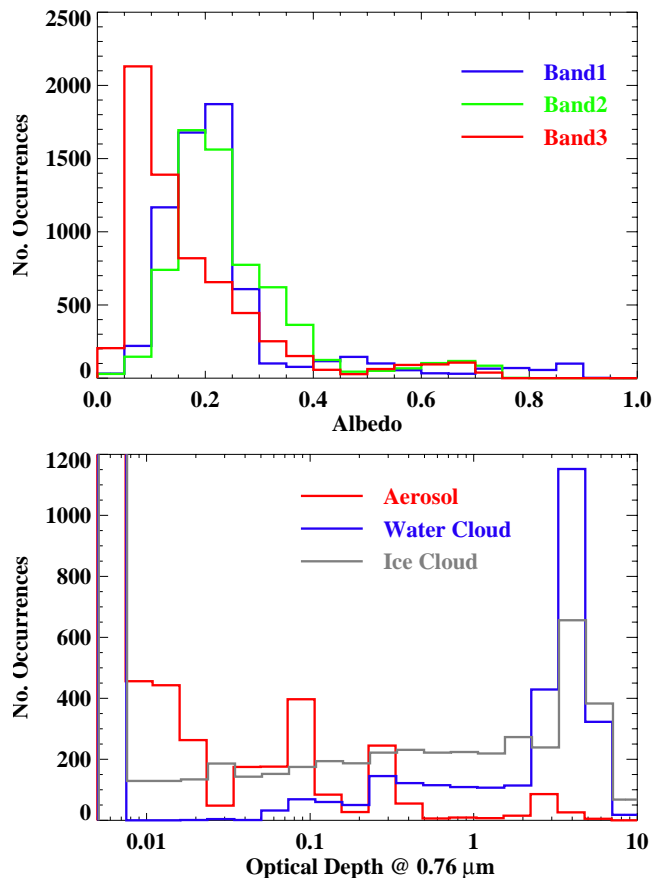 2500
2000
1500
1000
500
0
No. Occurrences
Band1
Band2
Band3
0.0 0.2 0.4 0.6 0.8 1.0
Albedo
1200
1000
800
600
400
200
0
No. Occurrences
Aerosol
Water Cloud
Ice Cloud
0.01 0.1 1 10
Optical Depth @ 0.76 μm